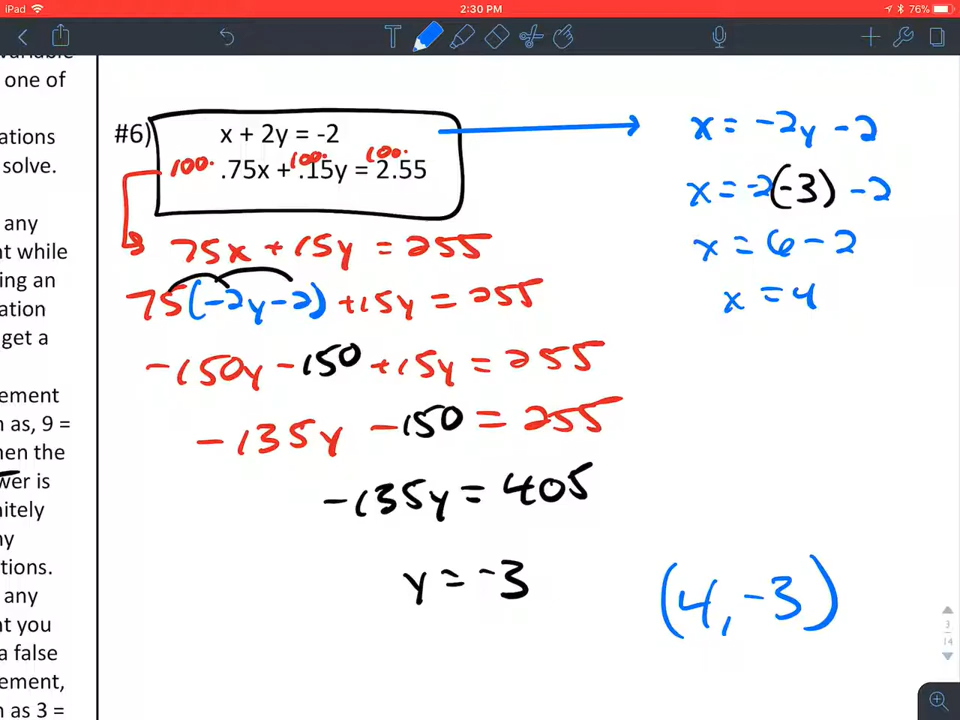 iPad
2:30 PM
76%
T
variable
one of
ations
solve.
any
nt while
ing an
ation
get a
ement
n as, 9 =
hen the
wer is
nitely
ny
tions.
any
t you
a false
ement,
n as 3 =
#6) x + 2y = -2
100· .75x + 100· .15y = 100· 2.55
75x + 15y = 255
75(-2y - 2) + 15y = 255
-150y - 150 + 15y = 255
-135y - 150 = 255
-135y = 405
y = -3
x = -2y - 2
x = -2(-3) - 2
x = 6 - 2
x = 4
(4, -3)
3
14